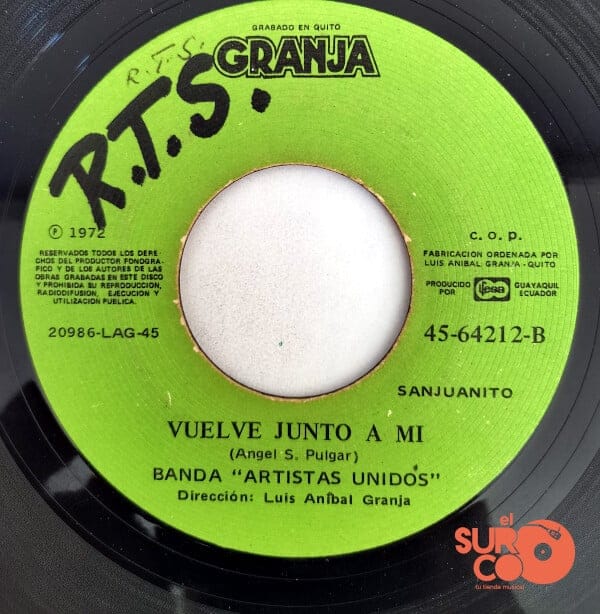 GRABADO EN QUITO
GRANJA
R.T.S.
R.T.S.
℗ 1972
RESERVADOS TODOS LOS DERE-
CHOS DEL PRODUCTOR FONOGRA-
FICO Y DE LOS AUTORES DE LAS
OBRAS GRABADAS EN ESTE DISCO
Y PROHIBIDA SU REPRODUCCION,
RADIODIFUSION, EJECUCION Y
UTILIZACION PUBLICA.
20986-LAG-45
c. o. p.
FABRICACION ORDENADA POR
LUIS ANIBAL GRANJA - QUITO
PRODUCIDO POR
ifesa
GUAYAQUIL
ECUADOR
45-64212-B
SANJUANITO
VUELVE JUNTO A MI
(Angel S. Pulgar)
BANDA "ARTISTAS UNIDOS"
Dirección: Luis Aníbal Granja
el
SURCO
tu tienda musical